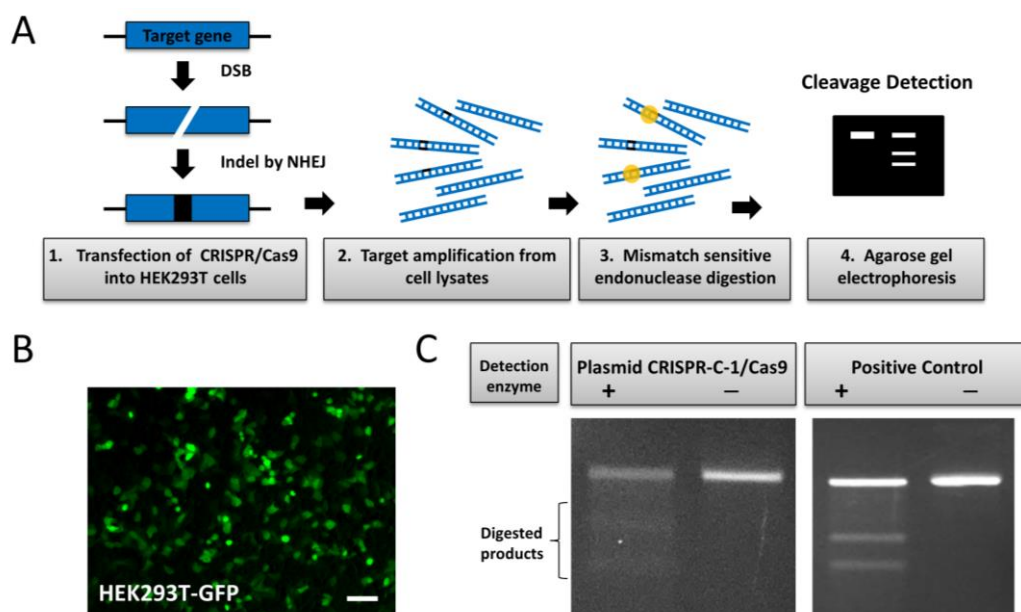 A
Target gene
DSB
Indel by NHEJ
Cleavage Detection
1. Transfection of CRISPR/Cas9
into HEK293T cells
2. Target amplification from
cell lysates
3. Mismatch sensitive
endonuclease digestion
4. Agarose gel
electrophoresis
B
HEK293T-GFP
C
Detection
enzyme
Plasmid CRISPR-C-1/Cas9
+ −
Positive Control
+ −
Digested
products